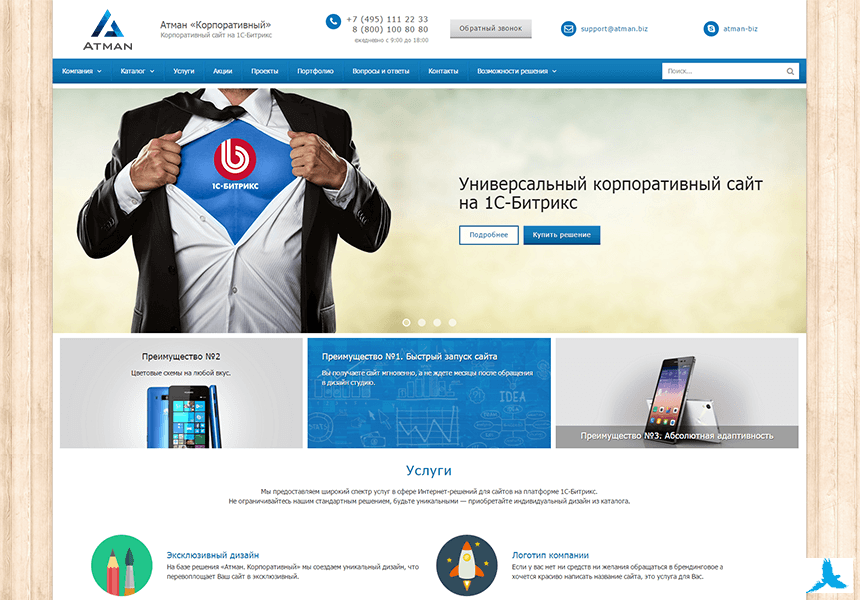 ATMAN
Атман «Корпоративный»
Корпоративный сайт на 1С-Битрикс
+7 (495) 111 22 33
8 (800) 100 80 80
ежедневно с 9:00 до 18:00
Обратный звонок
support@atman.biz
atman-biz
Компания
Каталог
Услуги
Акции
Проекты
Портфолио
Вопросы и ответы
Контакты
Возможности решения
Поиск...
1С-БИТРИКС
Универсальный корпоративный сайт
на 1С-Битрикс
Подробнее
Купить решение
Преимущество №2
Цветовые схемы на любой вкус.
Преимущество №1. Быстрый запуск сайта
Вы получаете сайт мгновенно, а не ждете месяцы после обращения
в дизайн студию.
IDEA
Преимущество №3. Абсолютная адаптивность
Услуги
Мы предоставляем широкий спектр услуг в сфере Интернет-решений для сайтов на платформе 1С-Битрикс.
Не ограничивайтесь нашим стандартным решением, будьте уникальными — приобретайте индивидуальный дизайн из каталога.
Эксклюзивный дизайн
На базе решения «Атман. Корпоративный» мы создаем уникальный дизайн, что
перевоплощает Ваш сайт в эксклюзивный.
Логотип компании
Если у вас нет ни средств ни желания обращаться в брендинговое а
хочется красиво написать название сайта, это услуга для Вас.